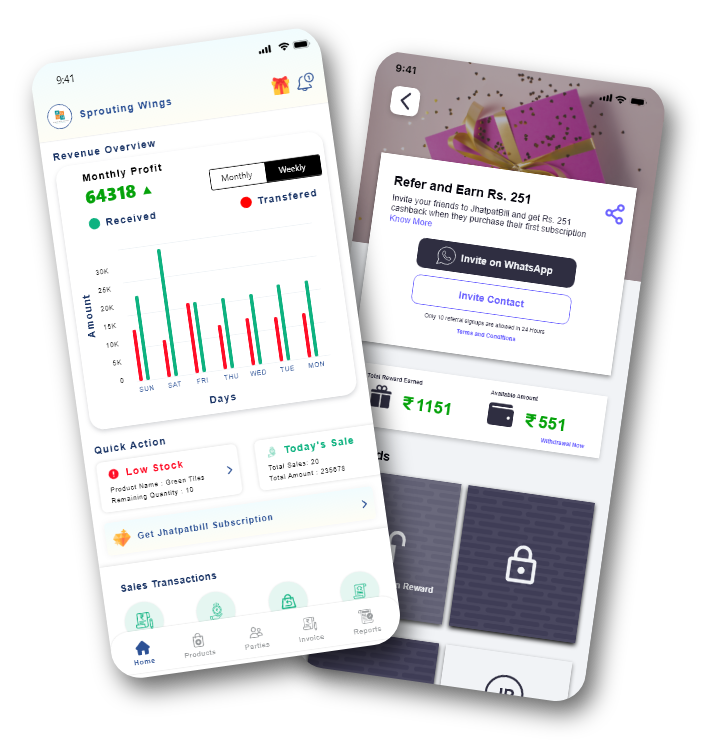 9:41
Sprouting Wings
1
Revenue Overview
Monthly Profit
64318
Monthly
Weekly
Received
Transfered
Amount
30K
25K
20K
15K
10K
5K
0
SUN
SAT
FRI
THU
WED
TUE
MON
Days
Quick Action
Low Stock
Product Name : Green Tiles
Remaining Quantity : 10
Today's Sale
Total Sales: 20
Total Amount : 235678
Get Jhatpatbill Subscription
Sales Transactions
Home
Products
Parties
Invoice
Reports
9:41
Refer and Earn Rs. 251
Invite your friends to JhatpatBill and get Rs. 251
cashback when they purchase their first subscription
Know More
Invite on WhatsApp
Invite Contact
Only 10 referral signups are allowed in 24 Hours
Terms and Conditions
Total Reward Earnes
₹1151
Available Amount
₹551
Withdrawal Now
ds
n Reward